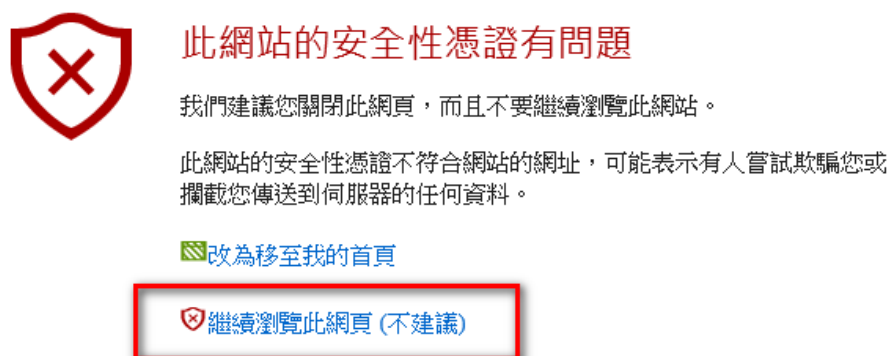 此網站的安全性憑證有問題
我們建議您關閉此網頁，而且不要繼續瀏覽此網站。
此網站的安全性憑證不符合網站的網址，可能表示有人嘗試欺騙您或
攔截您傳送到伺服器的任何資料。
改為移至我的首頁
繼續瀏覽此網頁 (不建議)